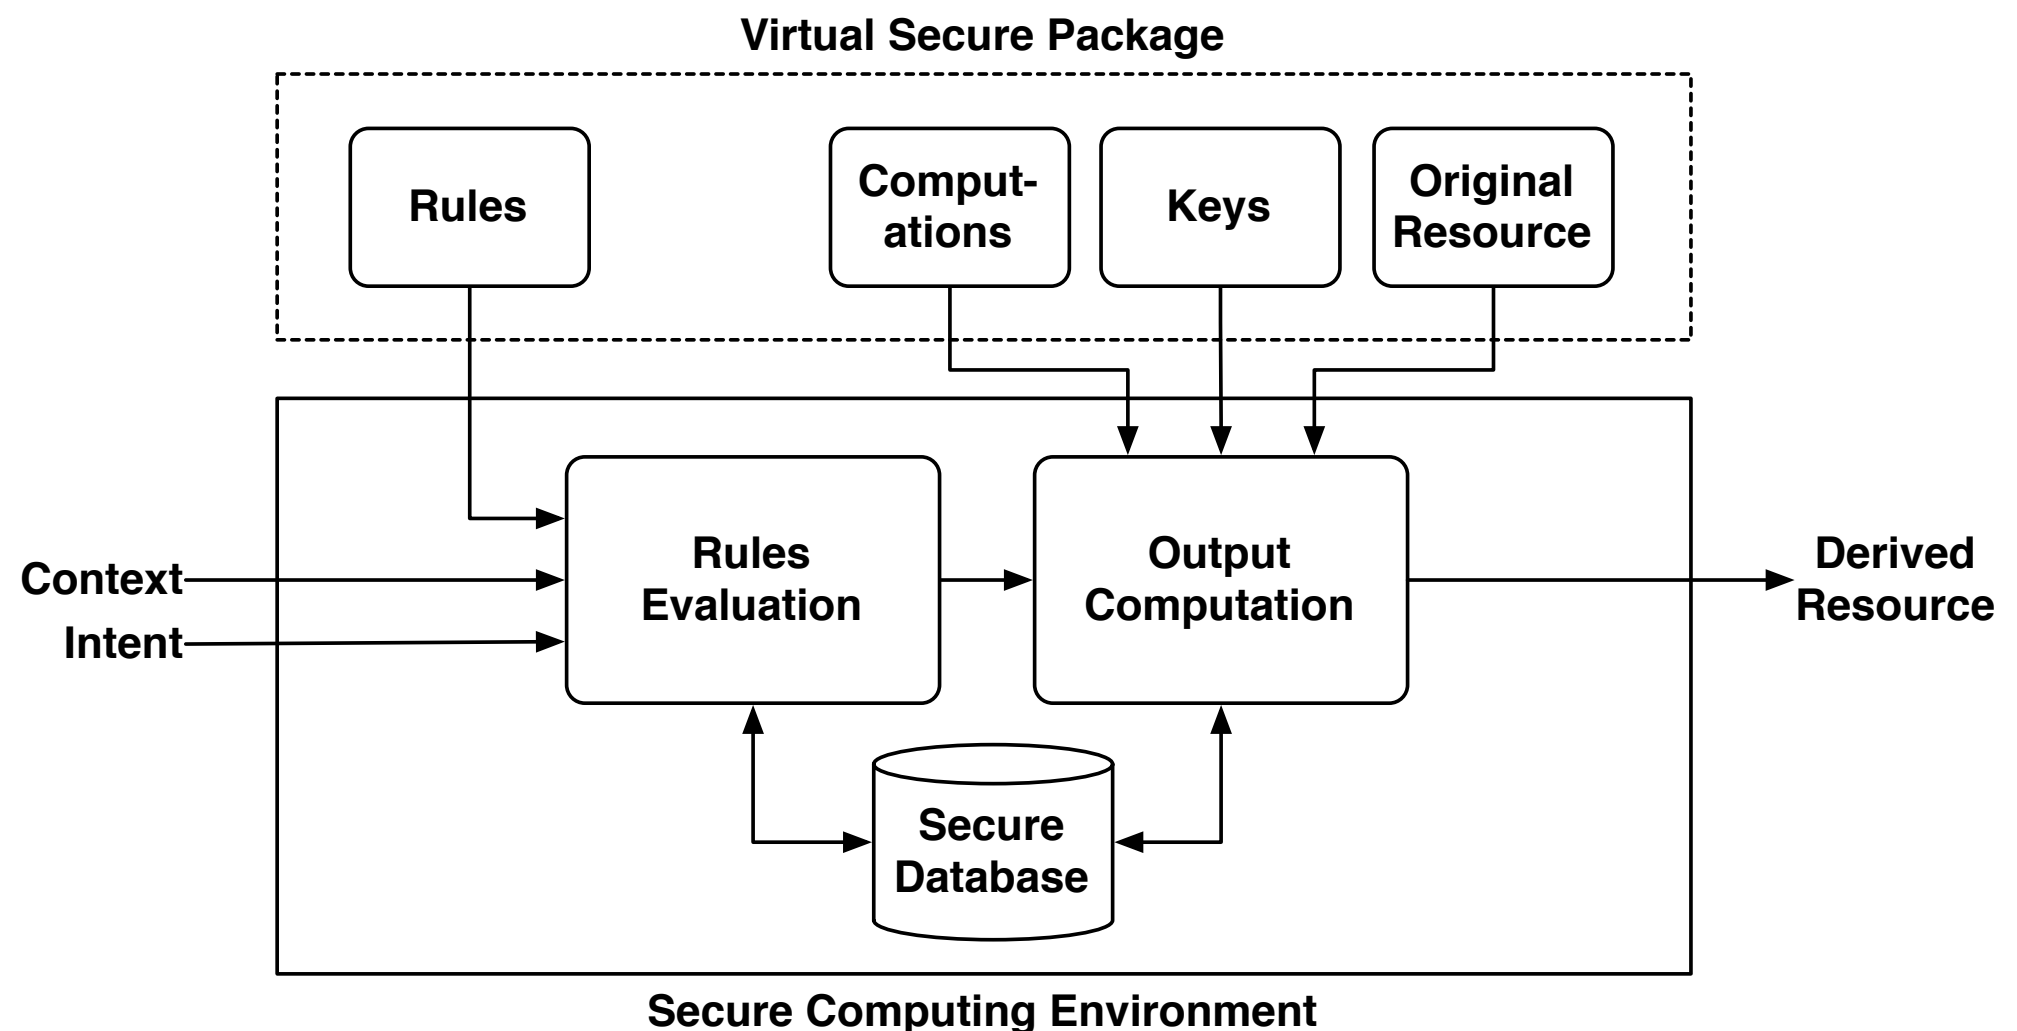 Virtual Secure Package
Rules
Comput-
ations
Keys
Original
Resource
Context
Intent
Rules
Evaluation
Output
Computation
Derived
Resource
Secure
Database
Secure Computing Environment